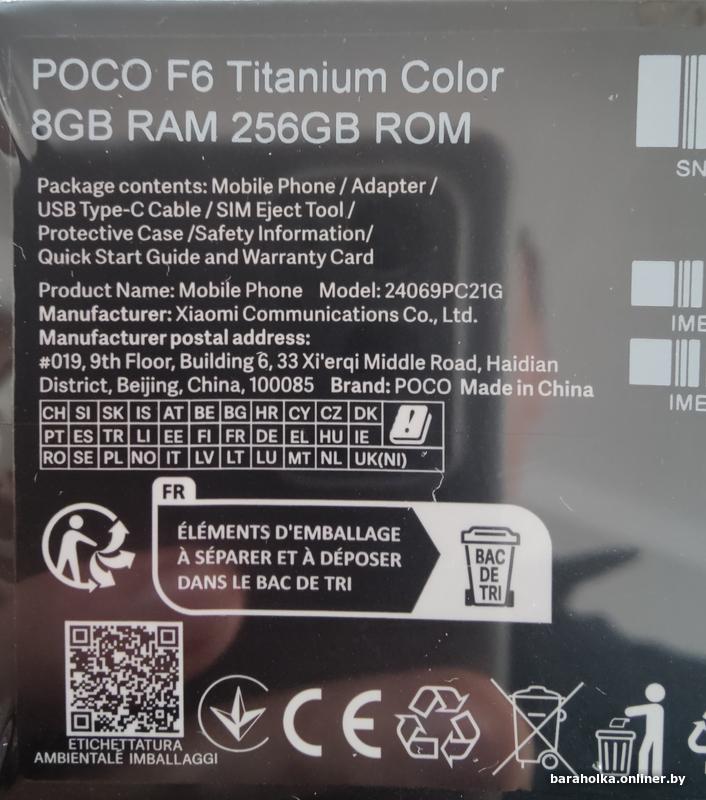 POCO F6 Titanium Color
8GB RAM 256GB ROM
SN
Package contents: Mobile Phone / Adapter /
USB Type-C Cable / SIM Eject Tool /
Protective Case /Safety Information/
Quick Start Guide and Warranty Card
Product Name: Mobile Phone Model: 24069PC21G
Manufacturer: Xiaomi Communications Co., Ltd.
IME
Manufacturer postal address:
#019, 9th Floor, Building 6, 33 Xi'erqi Middle Road, Haidian
District, Beijing, China, 100085 Brand: POCO Made in China
IME
CH SI SK IS AT BE BG HR CY CZ DK
PT ES TR LI EE FI FR DE EL HU IE
RO SE PL NO IT LV LT LU MT NL UK(NI)
FR
ÉLÉMENTS D'EMBALLAGE
À SÉPARER ET À DÉPOSER
DANS LE BAC DE TRI
BAC
DE
TRI
CE
ETICHETTATURA
AMBIENTALE IMBALLAGGI
baraholka.onliner.by